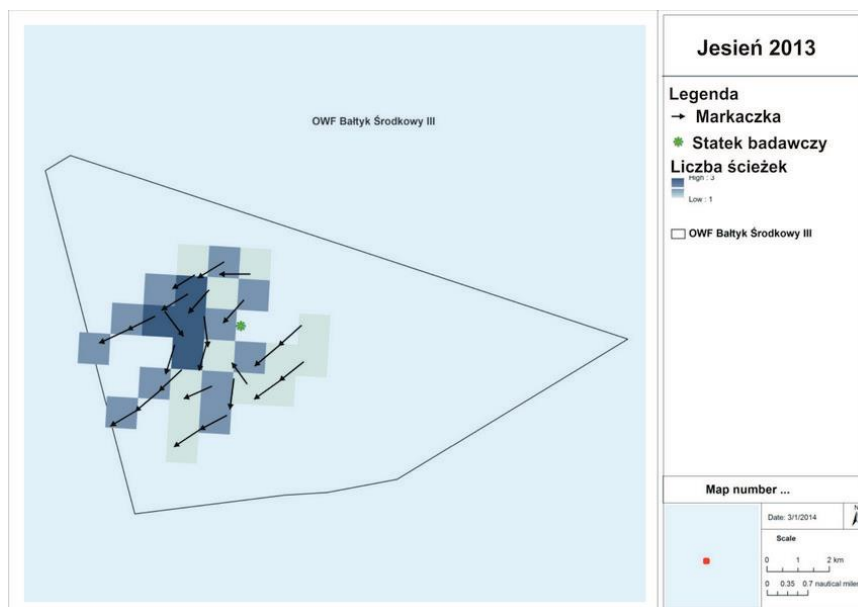 OWF Bałtyk Środkowy III
Jesień 2013
Legenda
Markaczka
Statek badawczy
Liczba ścieżek
High : 3
Low : 1
OWF Bałtyk Środkowy III
Map number ...
Date: 3/1/2014
N
Scale
0 1 2 km
0 0.35 0.7 nautical miles